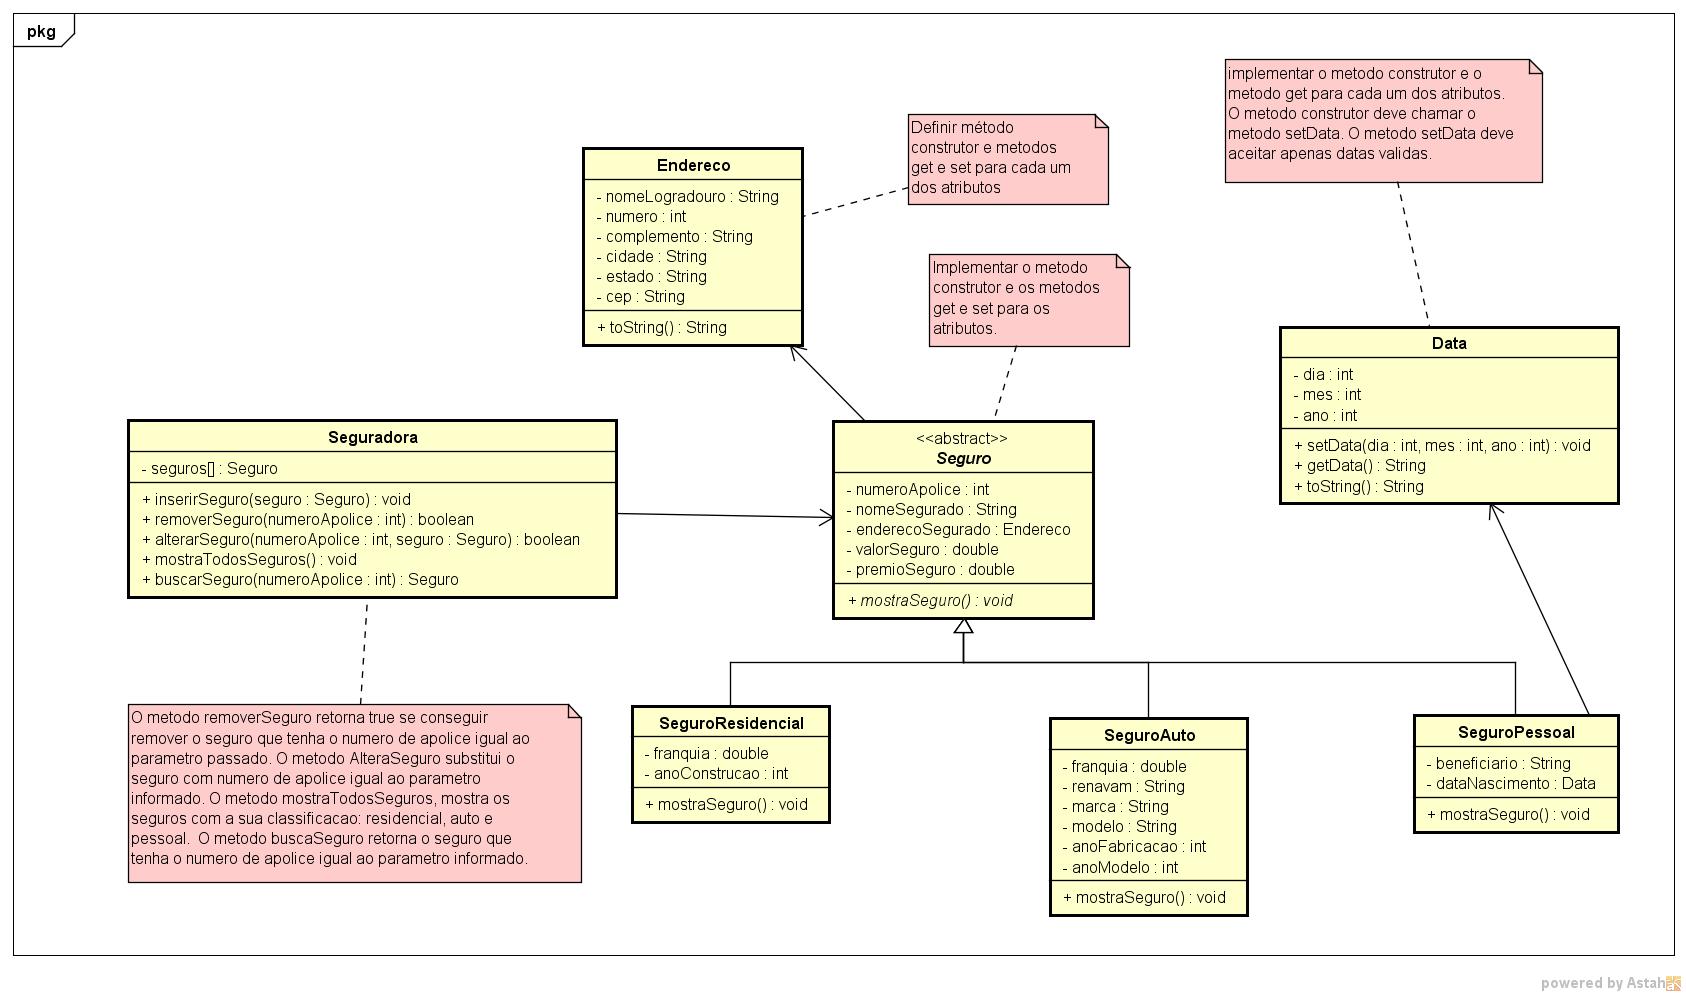 pkg
implementar o metodo construtor e o
metodo get para cada um dos atributos.
O metodo construtor deve chamar o
metodo setData. O metodo setData deve
aceitar apenas datas validas.
Definir método
construtor e metodos
get e set para cada um
dos atributos
Endereco
- nomeLogradouro : String
- numero : int
- complemento : String
- cidade : String
- estado : String
- cep : String
+ toString() : String
Implementar o metodo
construtor e os metodos
get e set para os
atributos.
Data
- dia : int
- mes : int
- ano : int
+ setData(dia : int, mes : int, ano : int) : void
+ getData() : String
+ toString() : String
Seguradora
- seguros[] : Seguro
+ inserirSeguro(seguro : Seguro) : void
+ removerSeguro(numeroApolice : int) : boolean
+ alterarSeguro(numeroApolice : int, seguro : Seguro) : boolean
+ mostraTodosSeguros() : void
+ buscarSeguro(numeroApolice : int) : Seguro
<<abstract>>
Seguro
- numeroApolice : int
- nomeSegurado : String
- enderecoSegurado : Endereco
- valorSeguro : double
- premioSeguro : double
+ mostraSeguro() : void
O metodo removerSeguro retorna true se conseguir
remover o seguro que tenha o numero de apolice igual ao
parametro passado. O metodo AlteraSeguro substitui o
seguro com numero de apolice igual ao parametro
informado. O metodo mostraTodosSeguros, mostra os
seguros com a sua classificacao: residencial, auto e
pessoal.  O metodo buscaSeguro retorna o seguro que
tenha o numero de apolice igual ao parametro informado.
SeguroResidencial
- franquia : double
- anoConstrucao : int
+ mostraSeguro() : void
SeguroAuto
- franquia : double
- renavam : String
- marca : String
- modelo : String
- anoFabricacao : int
- anoModelo : int
+ mostraSeguro() : void
SeguroPessoal
- beneficiario : String
- dataNascimento : Data
+ mostraSeguro() : void
powered by Astah